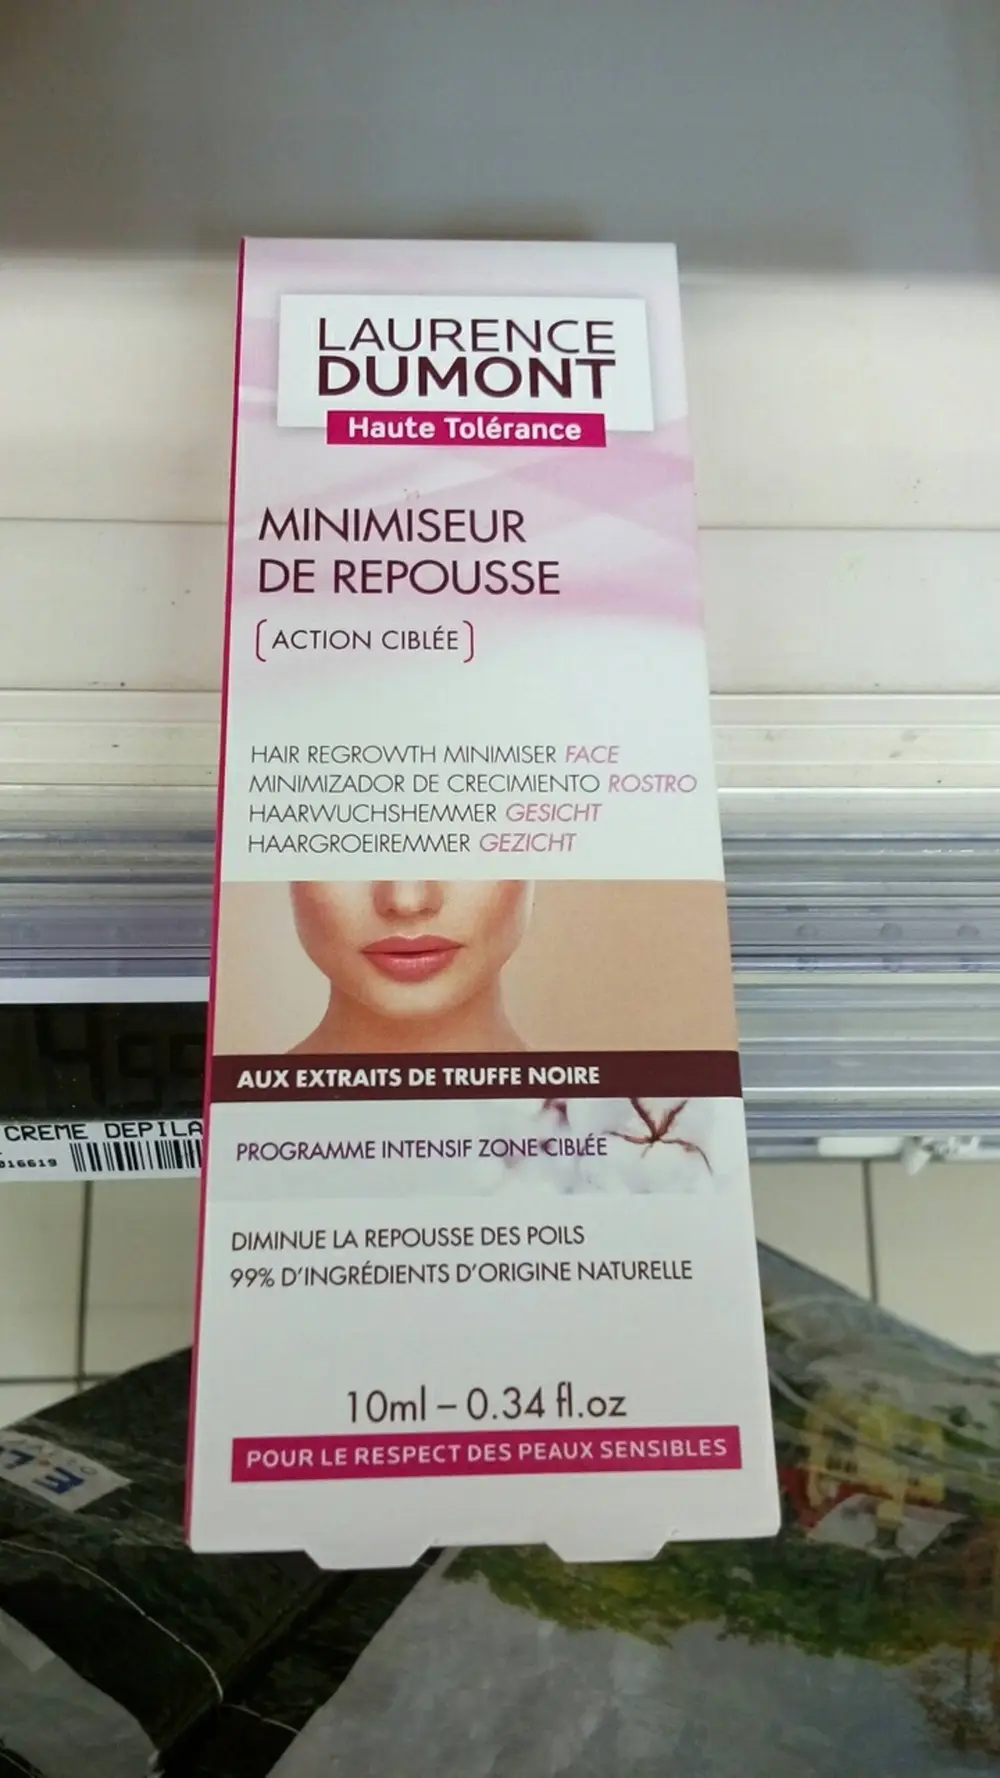 LAURENCE
DUMONT
Haute Tolérance
MINIMISEUR
DE REPOUSSE
[ACTION CIBLÉE]
HAIR REGROWTH MINIMISER FACE
MINIMIZADOR DE CRECIMIENTO ROSTRO
HAARWUCHSHEMMER GESICHT
HAARGROEIREMMER GEZICHT
AUX EXTRAITS DE TRUFFE NOIRE
PROGRAMME INTENSIF ZONE CIBLÉE
DIMINUE LA REPOUSSE DES POILS
99% D'INGRÉDIENTS D'ORIGINE NATURELLE
10ml – 0.34 fl.oz
POUR LE RESPECT DES PEAUX SENSIBLES
CREME DEPILA
016619